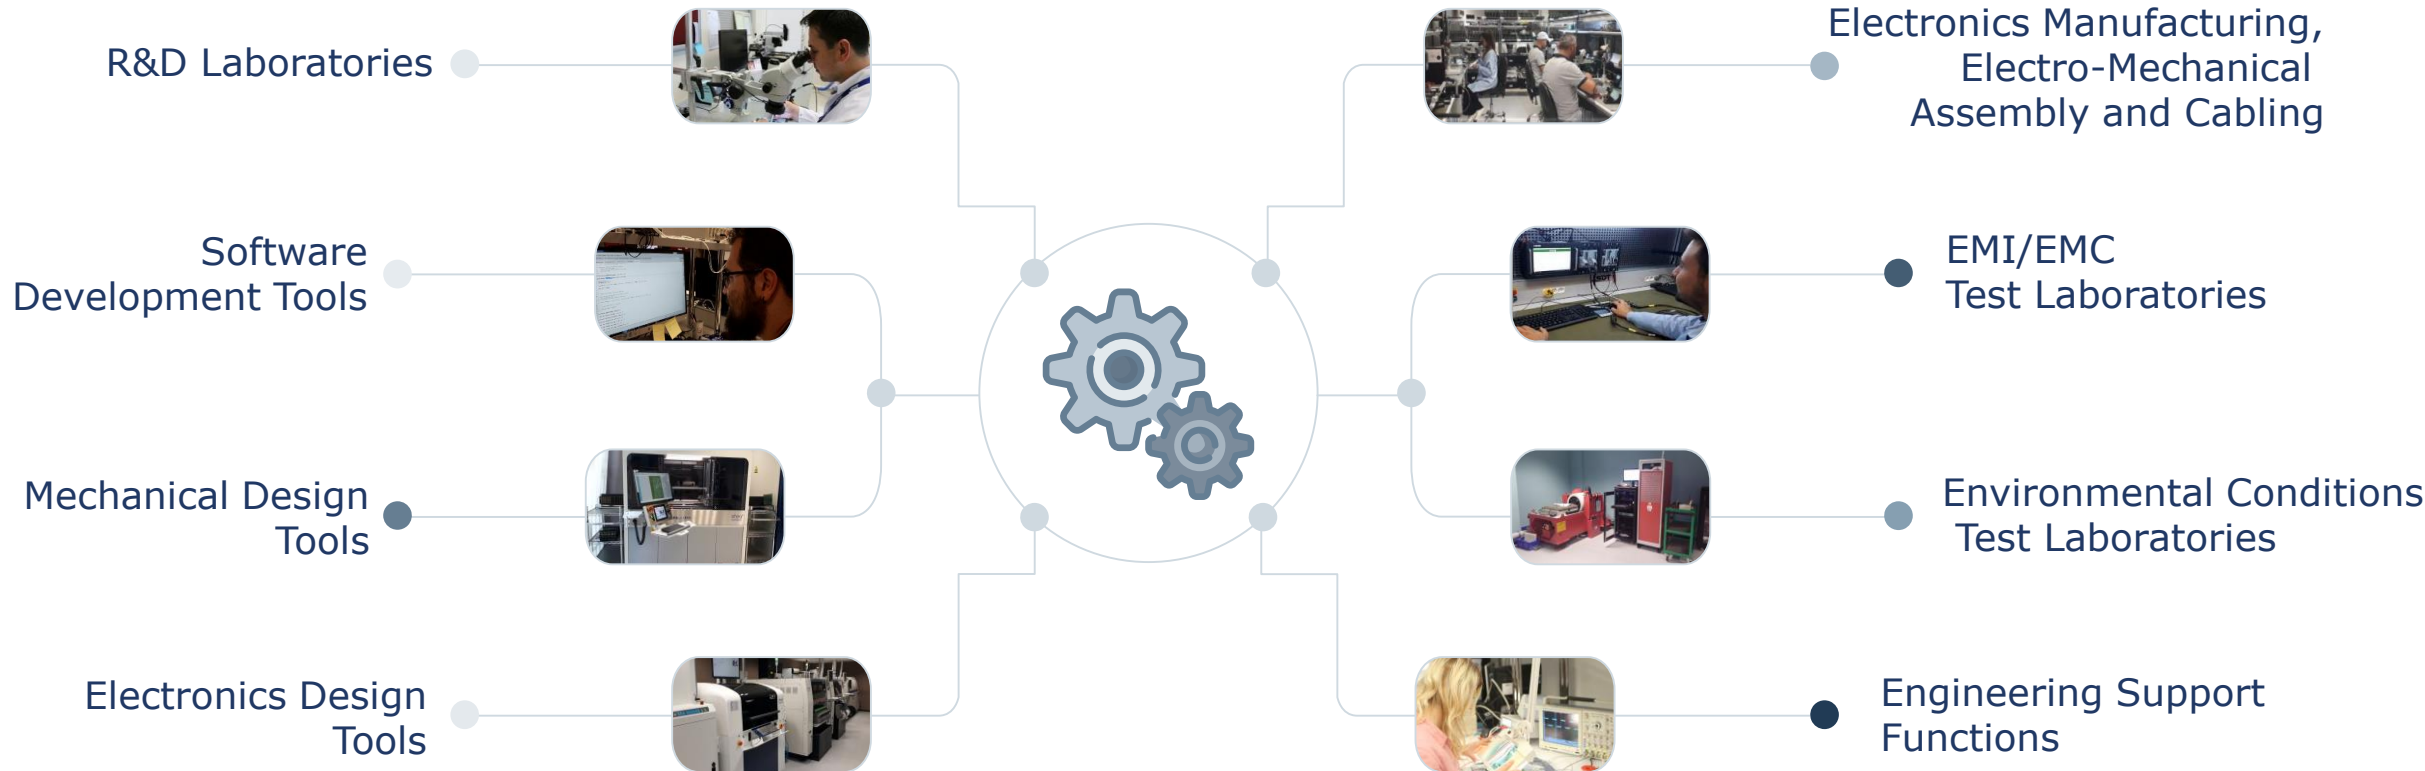 R&D Laboratories
Software
Development Tools
Mechanical Design
Tools
Electronics Design
Tools
Electronics Manufacturing,
Electro-Mechanical
Assembly and Cabling
EMI/EMC
Test Laboratories
Environmental Conditions
Test Laboratories
Engineering Support
Functions